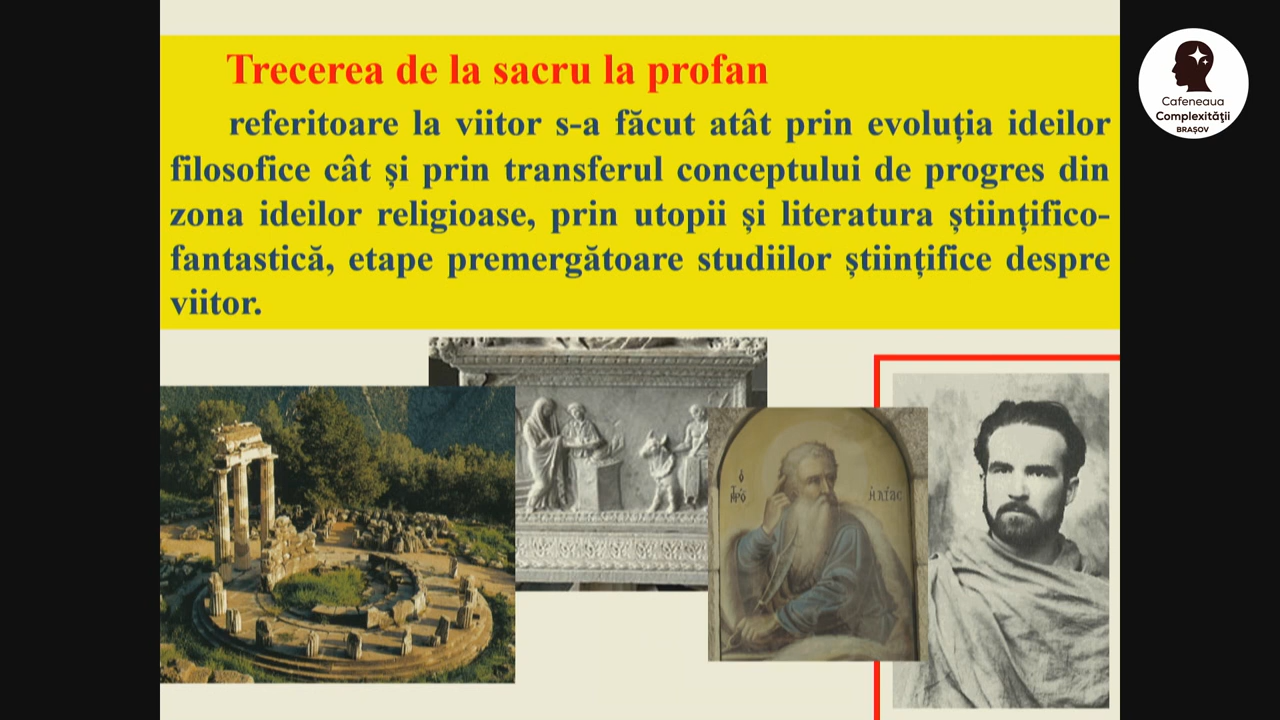 Trecerea de la sacru la profan
referitoare la viitor s-a făcut atât prin evoluția ideilor
filosofice cât și prin transferul conceptului de progres din
zona ideilor religioase, prin utopii și literatura științifico-
fantastică, etape premergătoare studiilor științifice despre
viitor.
Cafeneaua
Complexității
BRAȘOV